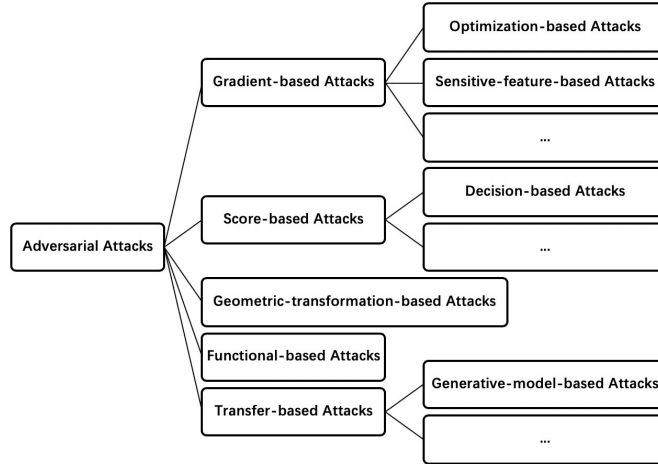 Optimization-based Attacks
Gradient-based Attacks
Sensitive-feature-based Attacks
...
Decision-based Attacks
Score-based Attacks
...
Adversarial Attacks
Geometric-transformation-based Attacks
Functional-based Attacks
Generative-model-based Attacks
Transfer-based Attacks
...